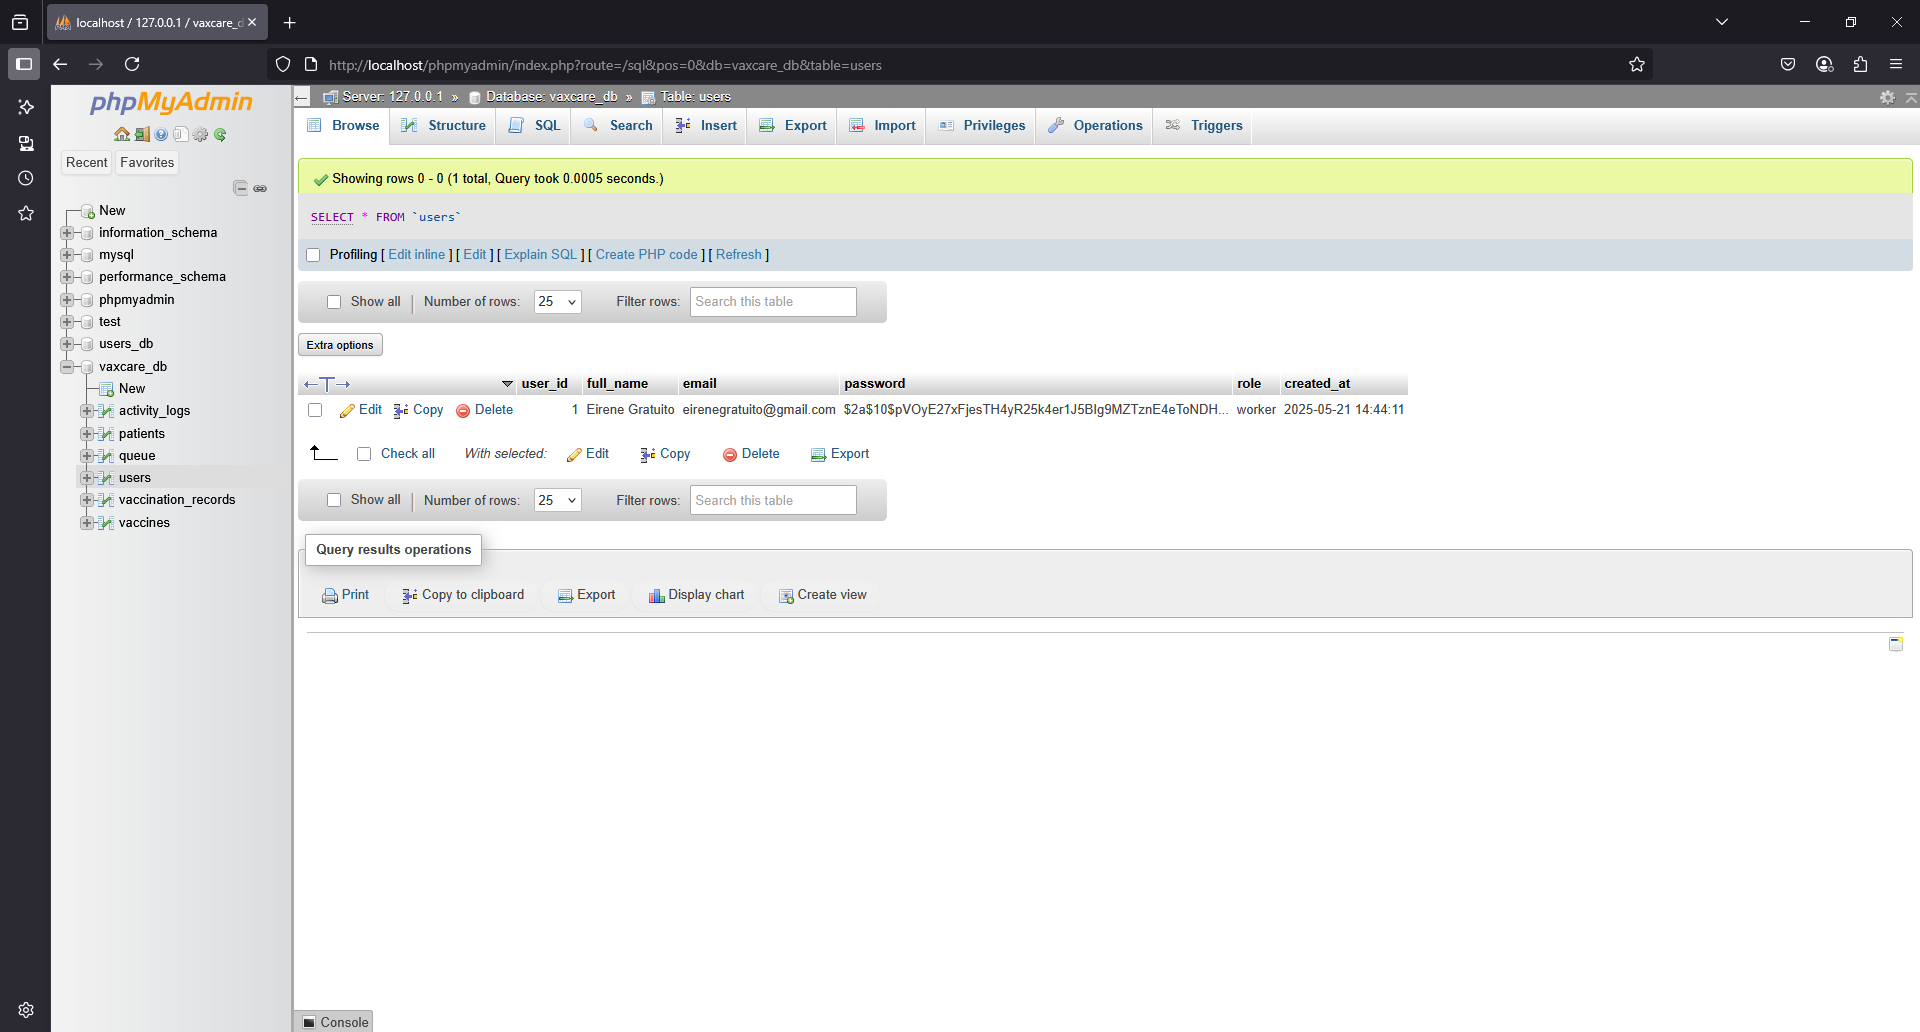 localhost / 127.0.0.1 / vaxcare_d
http://localhost/phpmyadmin/index.php?route=/sql&pos=0&db=vaxcare_db&table=users
phpMyAdmin
Recent Favorites
New
information_schema
mysql
performance_schema
phpmyadmin
test
users_db
vaxcare_db
New
activity_logs
patients
queue
users
vaccination_records
vaccines
Server: 127.0.0.1 » Database: vaxcare_db » Table: users
Browse Structure SQL Search Insert Export Import Privileges Operations Triggers
Showing rows 0 - 0 (1 total, Query took 0.0005 seconds.)
SELECT * FROM `users`
Profiling [ Edit inline ] [ Edit ] [ Explain SQL ] [ Create PHP code ] [ Refresh ]
Show all Number of rows: 25 Filter rows: Search this table
Extra options
user_id full_name email password role created_at
Edit Copy Delete 1 Eirene Gratuito eirenegratuito@gmail.com $2a$10$pVOyE27xFjesTH4yR25k4er1J5BIg9MZTznE4eToNDH... worker 2025-05-21 14:44:11
Check all With selected: Edit Copy Delete Export
Show all Number of rows: 25 Filter rows: Search this table
Query results operations
Print Copy to clipboard Export Display chart Create view
Console